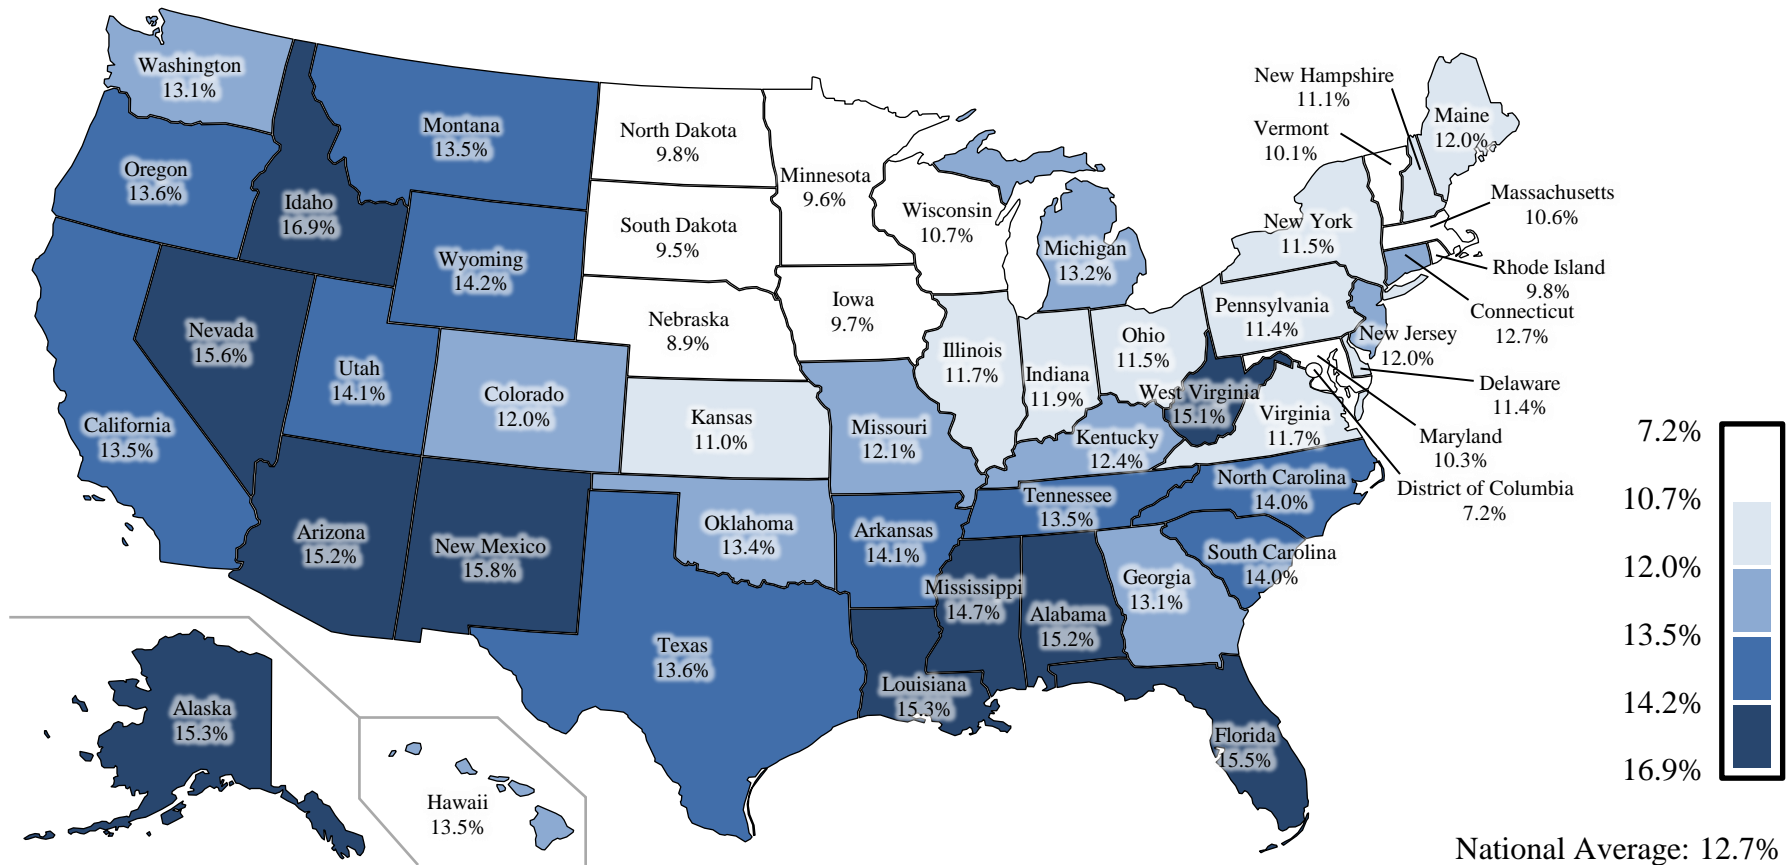 Washington
13.1%
Montana
13.5%
North Dakota
9.8%
Minnesota
9.6%
New Hampshire
11.1%
Vermont
10.1%
Maine
12.0%
Oregon
13.6%
Idaho
16.9%
South Dakota
9.5%
Wisconsin
10.7%
Massachusetts
10.6%
New York
11.5%
Wyoming
14.2%
Michigan
13.2%
Rhode Island
9.8%
Connecticut
12.7%
Nevada
15.6%
Nebraska
8.9%
Iowa
9.7%
Pennsylvania
11.4%
New Jersey
12.0%
Ohio
11.5%
Illinois
11.7%
Indiana
11.9%
Utah
14.1%
Colorado
12.0%
Delaware
11.4%
West Virginia
15.1%
California
13.5%
Kansas
11.0%
Missouri
12.1%
Virginia
11.7%
Kentucky
12.4%
Maryland
10.3%
District of Columbia
7.2%
North Carolina
14.0%
Tennessee
13.5%
Arizona
15.2%
New Mexico
15.8%
Oklahoma
13.4%
Arkansas
14.1%
South Carolina
14.0%
Mississippi
14.7%
Alabama
15.2%
Georgia
13.1%
Texas
13.6%
Louisiana
15.3%
Alaska
15.3%
Florida
15.5%
Hawaii
13.5%
7.2%
10.7%
12.0%
13.5%
14.2%
16.9%
National Average: 12.7%